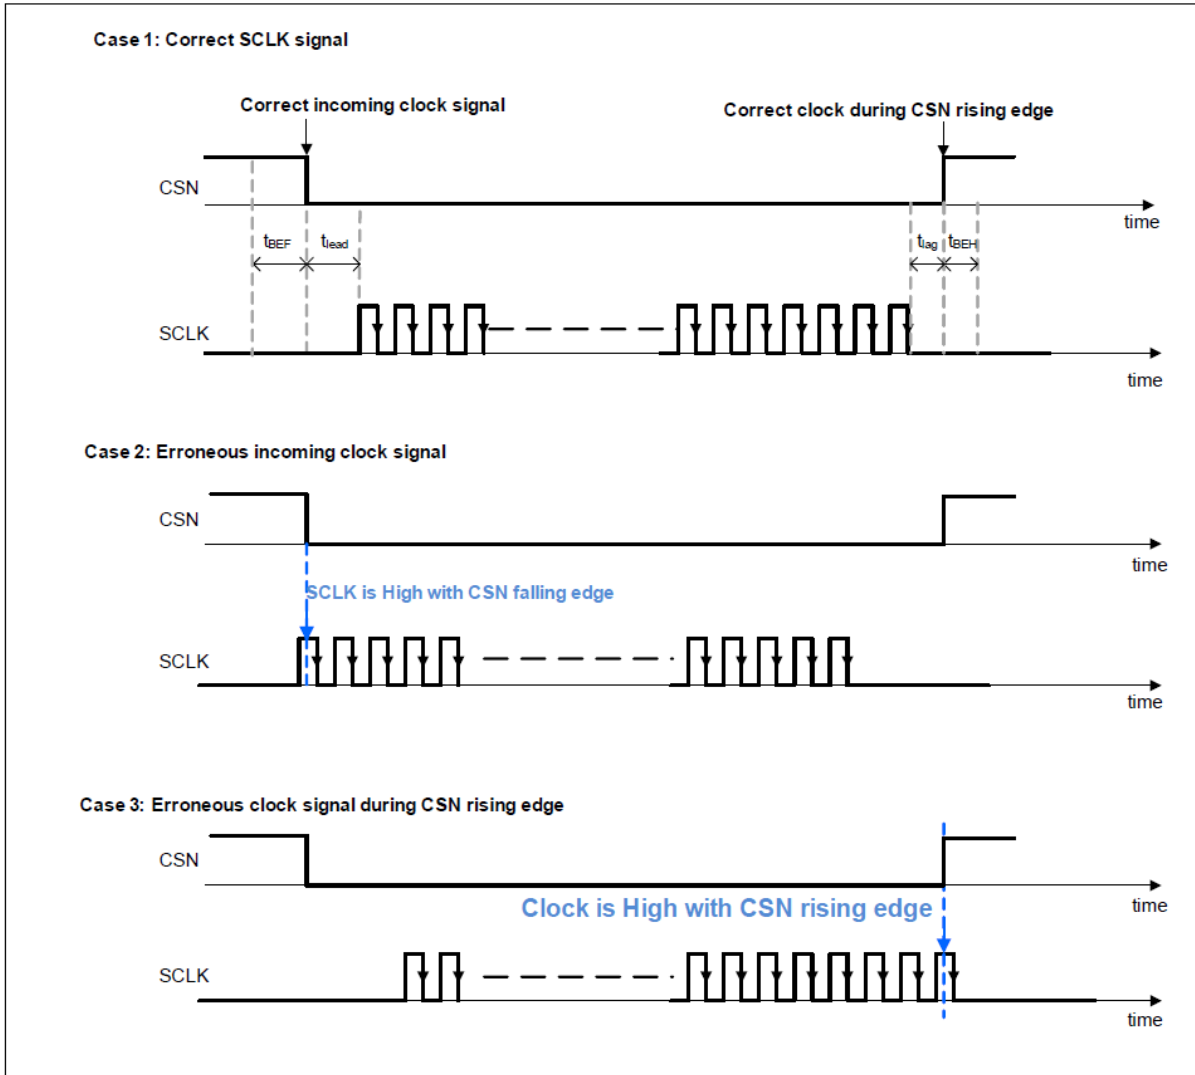 Case 1: Correct SCLK signal
Correct incoming clock signal
Correct clock during CSN rising edge
CSN
time
tBEF
tlead
tlag
tBEH
SCLK
time
Case 2: Erroneous incoming clock signal
CSN
time
SCLK is High with CSN falling edge
SCLK
time
Case 3: Erroneous clock signal during CSN rising edge
CSN
time
Clock is High with CSN rising edge
SCLK
time